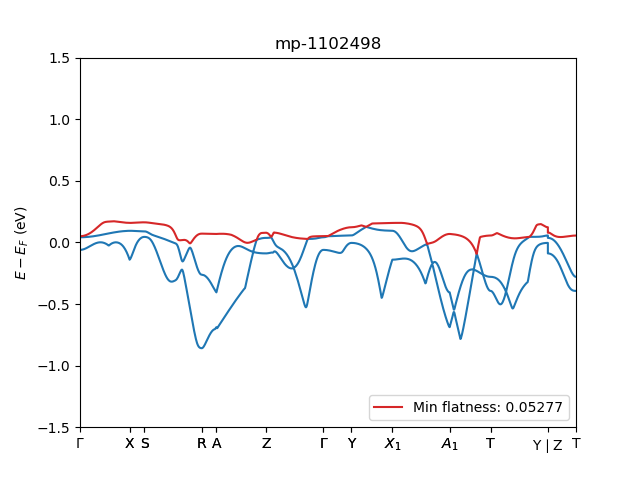 mp-1102498
1.5
1.0
0.5
0.0
−0.5
−1.0
−1.5
E − E_F (eV)
Min flatness: 0.05277
Γ X S R A Z Γ Y X₁ A₁ T Y | Z T